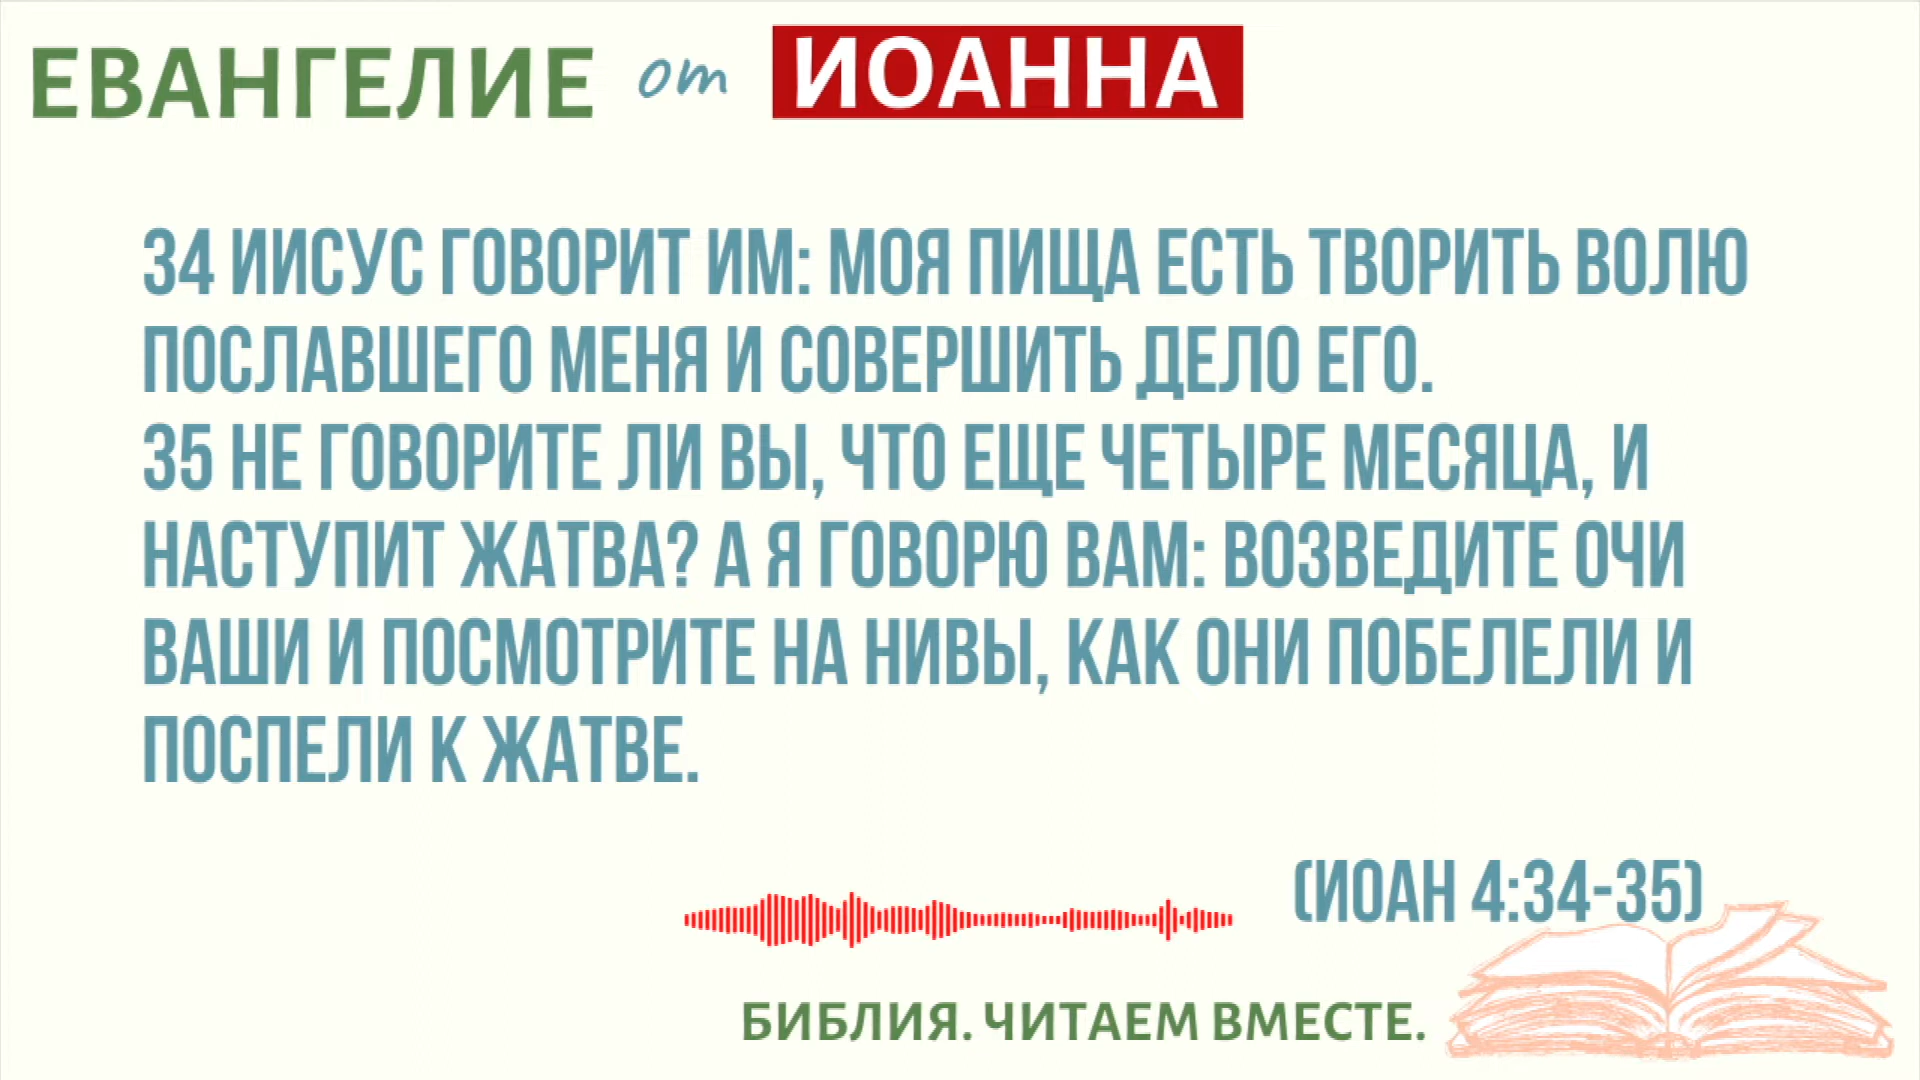 ЕВАНГЕЛИЕ от ИОАННА
34 ИИСУС ГОВОРИТ ИМ: МОЯ ПИЩА ЕСТЬ ТВОРИТЬ ВОЛЮ
ПОСЛАВШЕГО МЕНЯ И СОВЕРШИТЬ ДЕЛО ЕГО.
35 НЕ ГОВОРИТЕ ЛИ ВЫ, ЧТО ЕЩЕ ЧЕТЫРЕ МЕСЯЦА, И
НАСТУПИТ ЖАТВА? А Я ГОВОРЮ ВАМ: ВОЗВЕДИТЕ ОЧИ
ВАШИ И ПОСМОТРИТЕ НА НИВЫ, КАК ОНИ ПОБЕЛЕЛИ И
ПОСПЕЛИ К ЖАТВЕ.
(ИОАН 4:34-35)
БИБЛИЯ. ЧИТАЕМ ВМЕСТЕ.